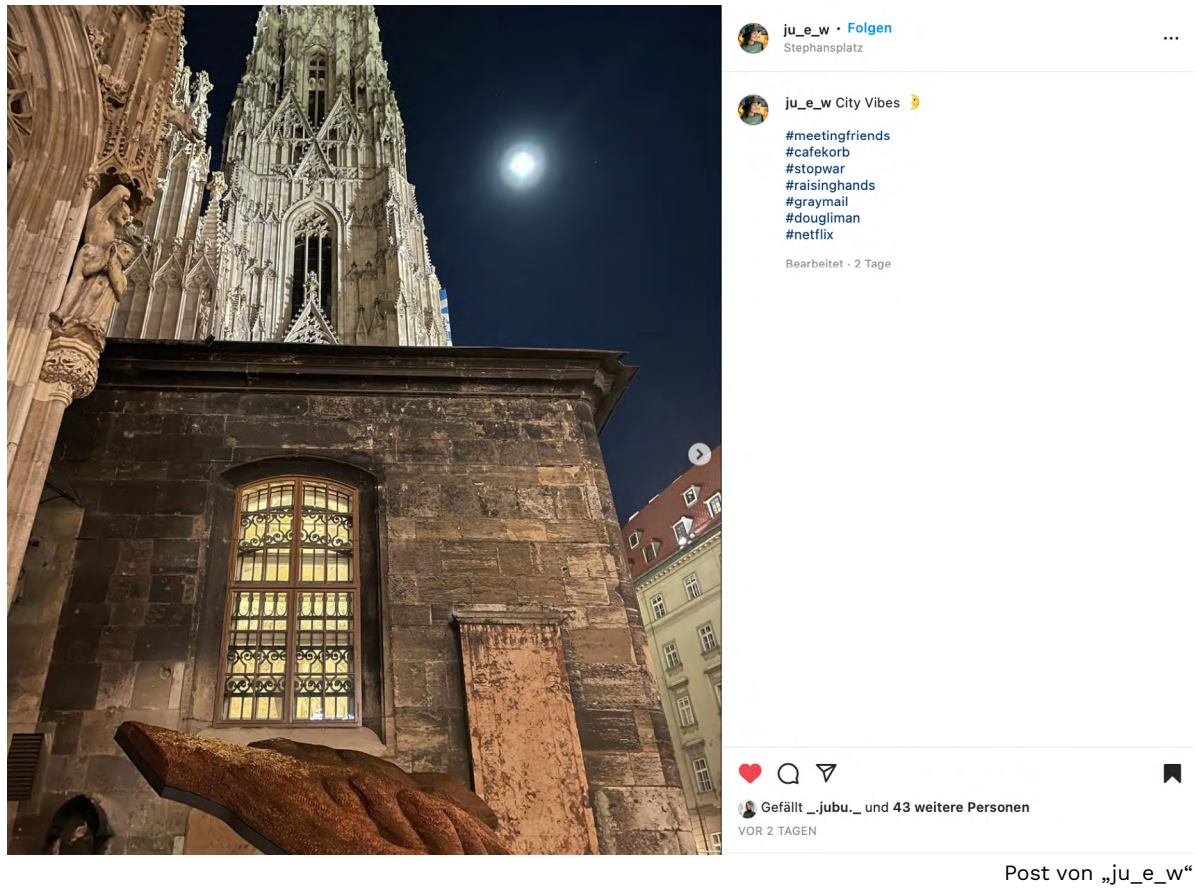 ju_e_w • Folgen
Stephansplatz
ju_e_w City Vibes 🌛
#meetingfriends
#cafekorb
#stopwar
#raisinghands
#graymail
#dougliman
#netflix
Bearbeitet · 2 Tage
Gefällt _.jubu._ und 43 weitere Personen
VOR 2 TAGEN
Post von „ju_e_w“